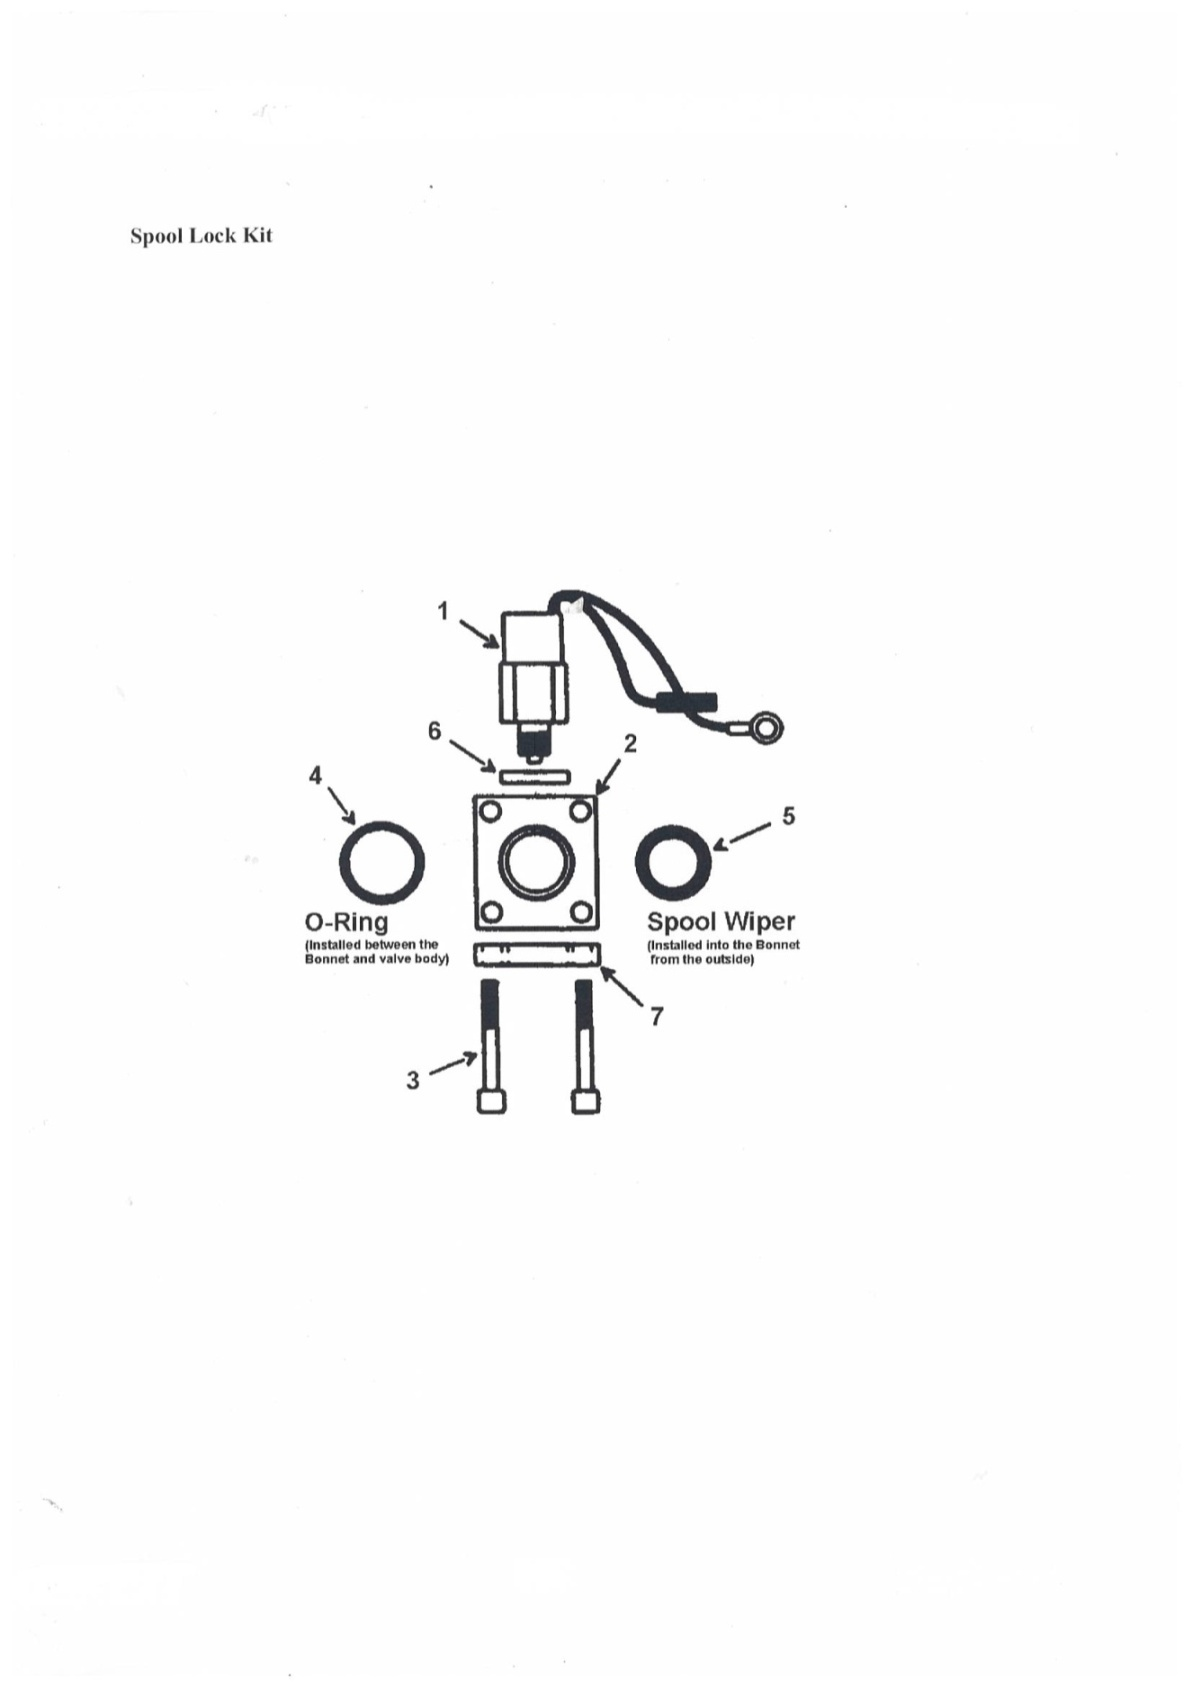 Spool Lock Kit
1
6
2
4
5
O-Ring
(Installed between the
Bonnet and valve body)
Spool Wiper
(Installed into the Bonnet
from the outside)
7
3